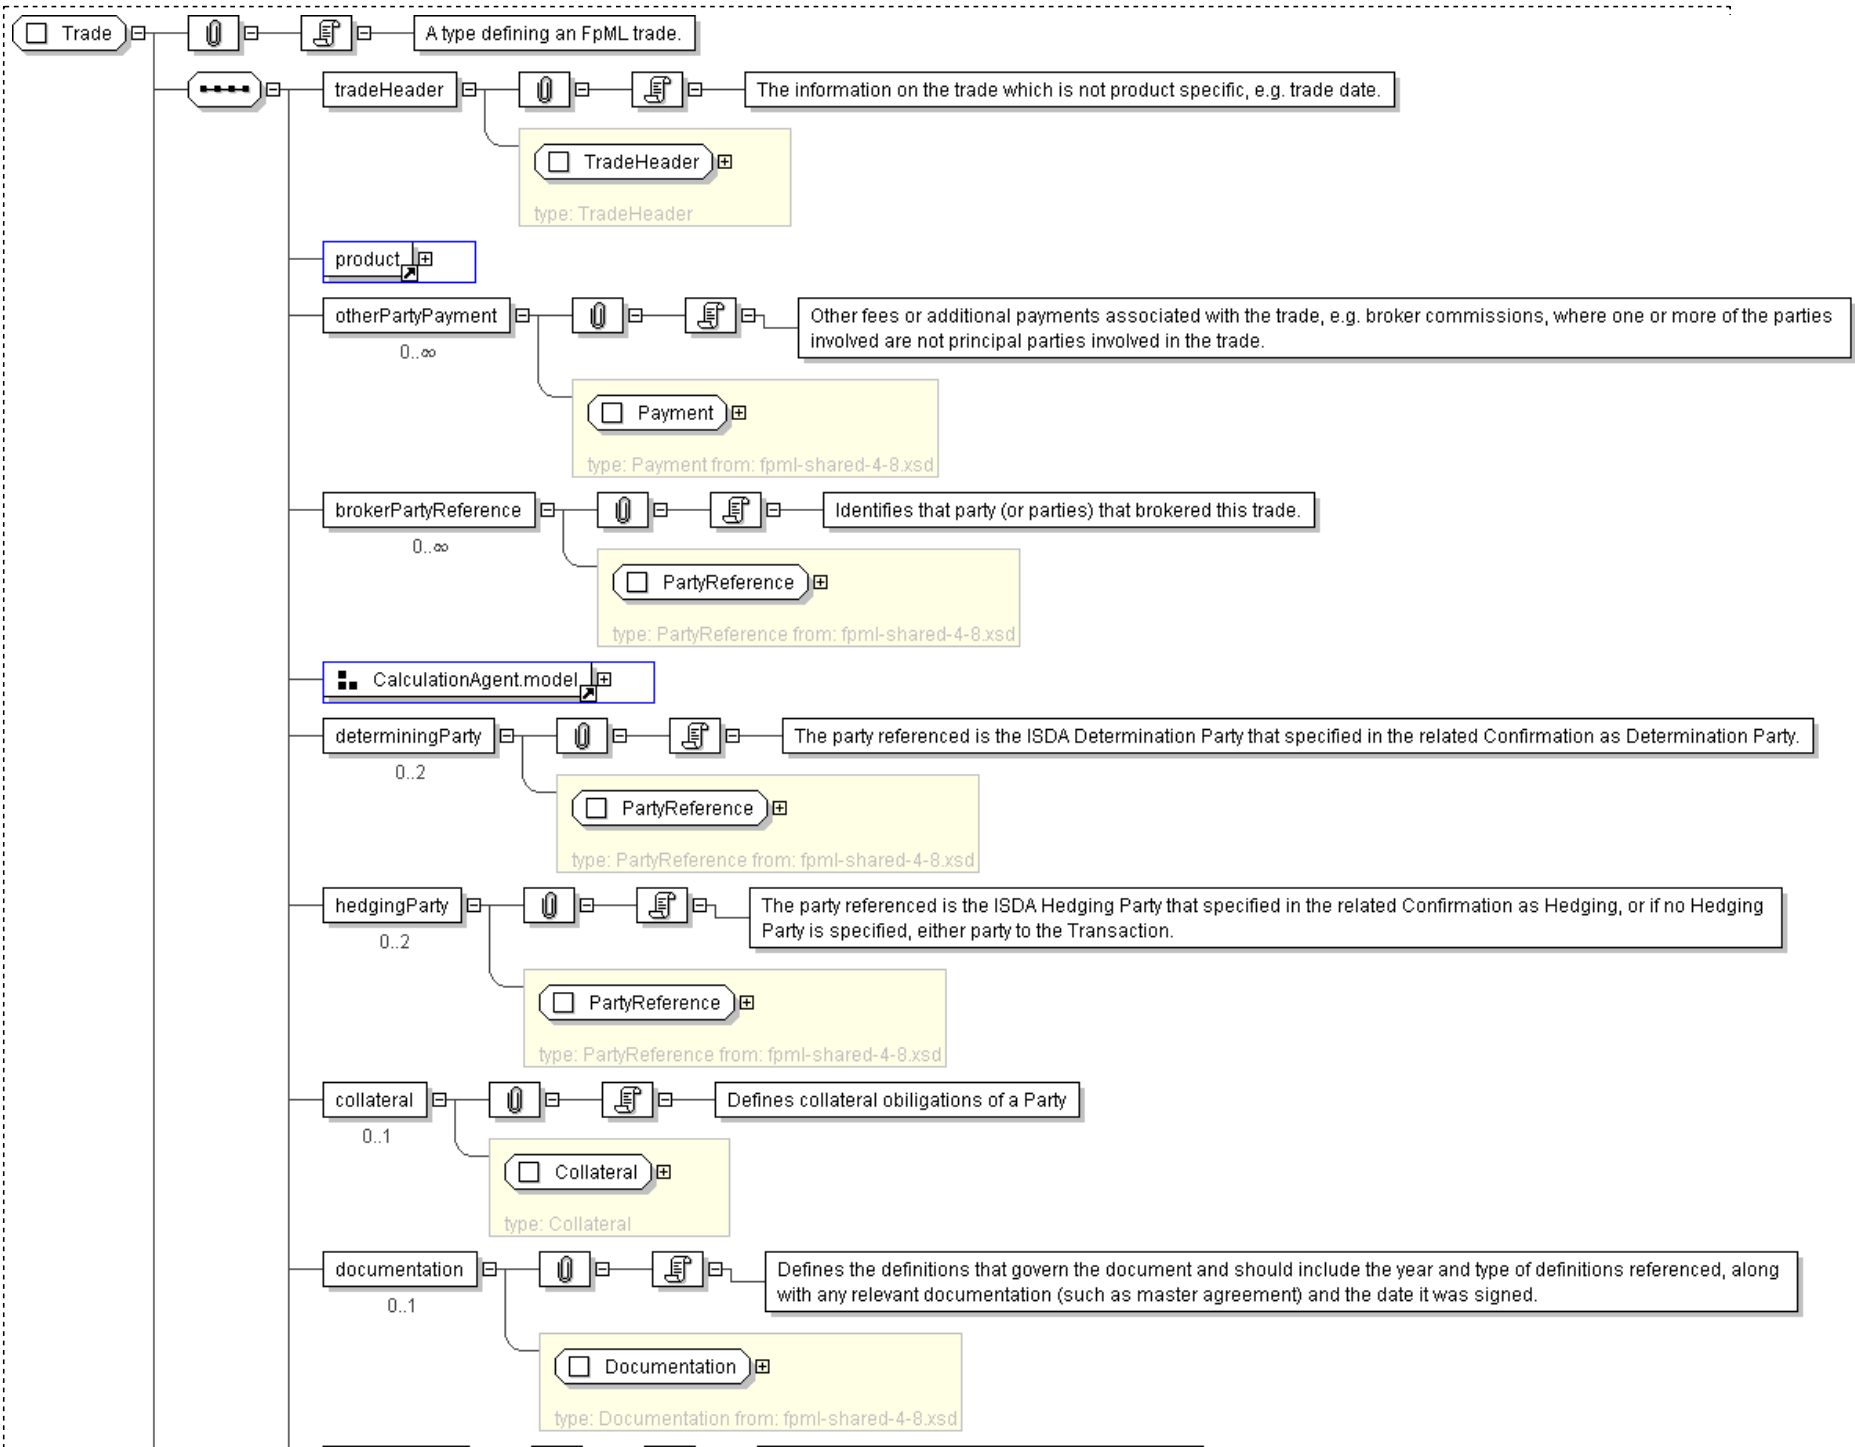 Trade
A type defining an FpML trade.
tradeHeader
The information on the trade which is not product specific, e.g. trade date.
TradeHeader
type: TradeHeader
product
otherPartyPayment
0..∞
Other fees or additional payments associated with the trade, e.g. broker commissions, where one or more of the parties
involved are not principal parties involved in the trade.
Payment
type: Payment from: fpml-shared-4-8.xsd
brokerPartyReference
0..∞
Identifies that party (or parties) that brokered this trade.
PartyReference
type: PartyReference from: fpml-shared-4-8.xsd
CalculationAgent.model
determiningParty
0..2
The party referenced is the ISDA Determination Party that specified in the related Confirmation as Determination Party.
PartyReference
type: PartyReference from: fpml-shared-4-8.xsd
hedgingParty
0..2
The party referenced is the ISDA Hedging Party that specified in the related Confirmation as Hedging, or if no Hedging
Party is specified, either party to the Transaction.
PartyReference
type: PartyReference from: fpml-shared-4-8.xsd
collateral
0..1
Defines collateral obiligations of a Party
Collateral
type: Collateral
documentation
0..1
Defines the definitions that govern the document and should include the year and type of definitions referenced, along
with any relevant documentation (such as master agreement) and the date it was signed.
Documentation
type: Documentation from: fpml-shared-4-8.xsd